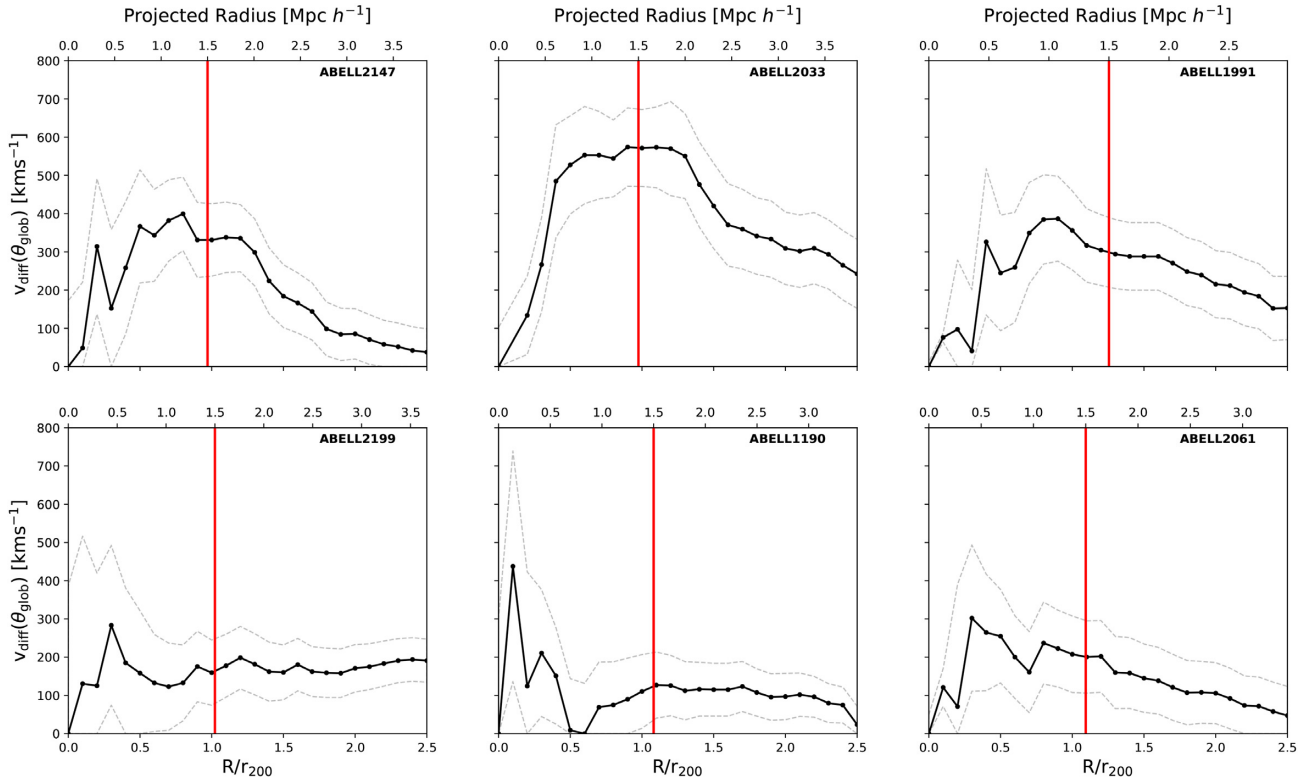 Projected Radius [Mpc h⁻¹] Projected Radius [Mpc h⁻¹] Projected Radius [Mpc h⁻¹]
0.0 0.5 1.0 1.5 2.0 2.5 3.0 3.5 0.0 0.5 1.0 1.5 2.0 2.5 3.0 3.5 0.0 0.5 1.0 1.5 2.0 2.5
800
ABELL2147 ABELL2033 ABELL1991
700
600
500
400
300
200
100
0
v_diff(θ_glob) [kms⁻¹]
0.0 0.5 1.0 1.5 2.0 2.5 3.0 3.5 0.0 0.5 1.0 1.5 2.0 2.5 3.0 0.0 0.5 1.0 1.5 2.0 2.5 3.0
800
ABELL2199 ABELL1190 ABELL2061
700
600
500
400
300
200
100
0
v_diff(θ_glob) [kms⁻¹]
0.0 0.5 1.0 1.5 2.0 2.5 0.0 0.5 1.0 1.5 2.0 2.5 0.0 0.5 1.0 1.5 2.0 2.5
R/r₂₀₀ R/r₂₀₀ R/r₂₀₀